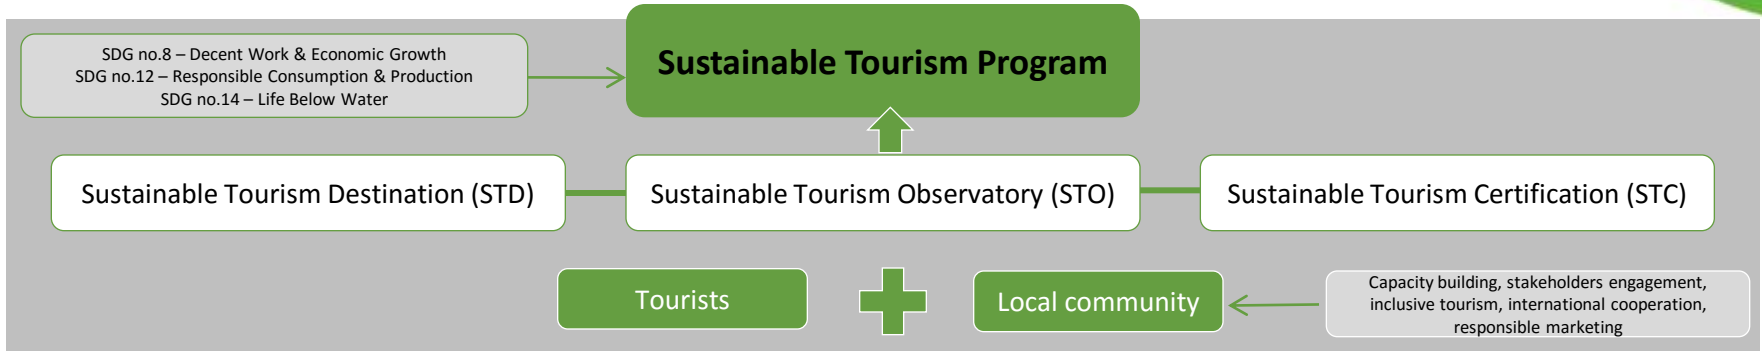 SDG no.8 – Decent Work & Economic Growth
SDG no.12 – Responsible Consumption & Production
SDG no.14 – Life Below Water
Sustainable Tourism Program
Sustainable Tourism Destination (STD)
Sustainable Tourism Observatory (STO)
Sustainable Tourism Certification (STC)
Tourists
Local community
Capacity building, stakeholders engagement,
inclusive tourism, international cooperation,
responsible marketing